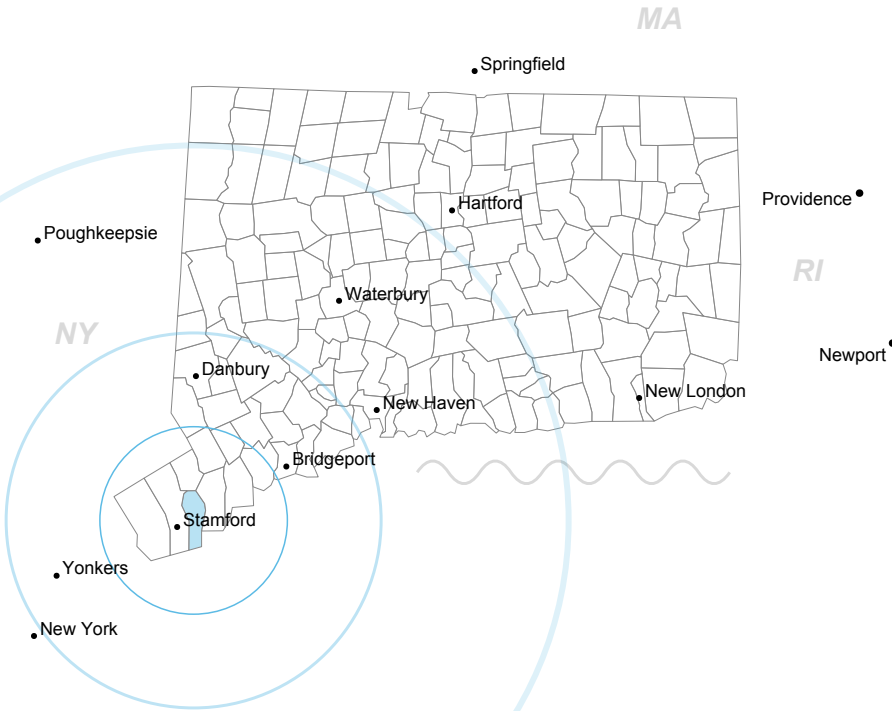 MA
Springfield
Hartford
Providence
Poughkeepsie
RI
Waterbury
NY
Newport
Danbury
New London
New Haven
Bridgeport
Stamford
Yonkers
New York